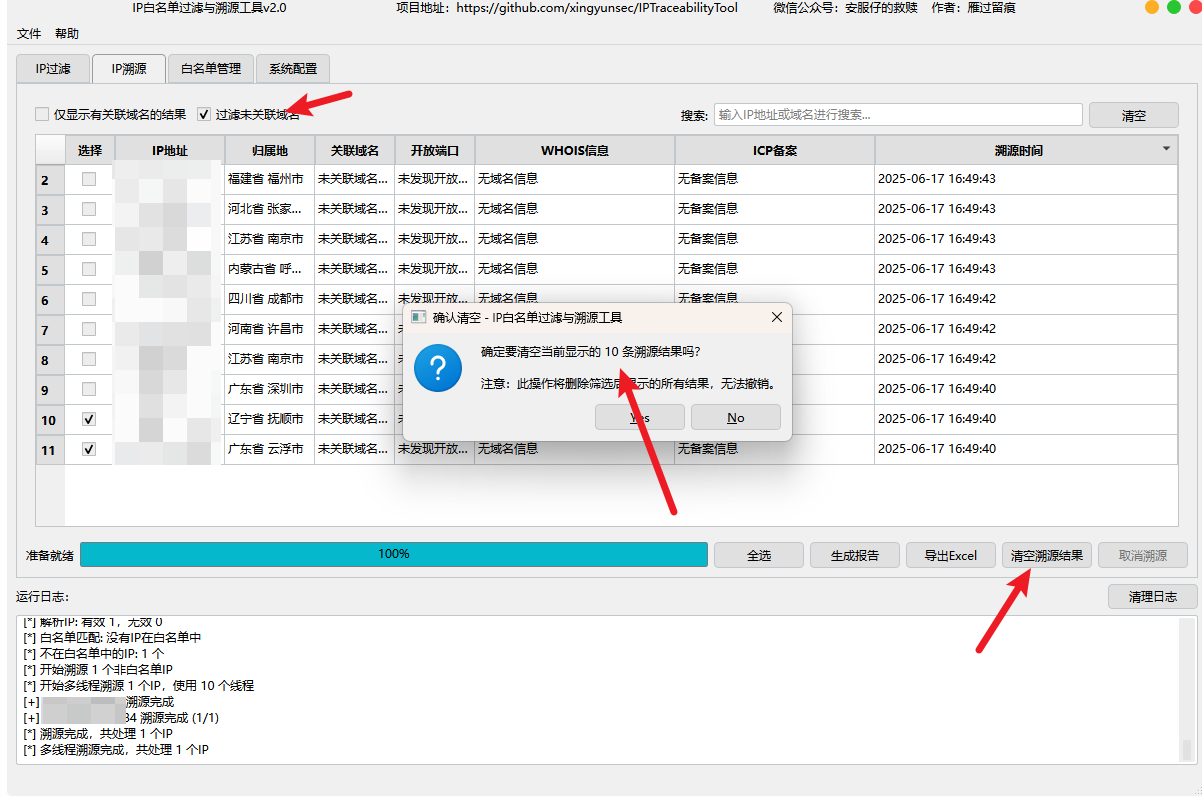 IP白名单过滤与溯源工具v2.0 项目地址：https://github.com/xingyunsec/IPTraceabilityTool 微信公众号：安服仔的救赎 作者：雁过留痕
文件 帮助
IP过滤 IP溯源 白名单管理 系统配置
仅显示有关联域名的结果 过滤未关联域名 搜索: 输入IP地址或域名进行搜索... 清空
选择 IP地址 归属地 关联域名 开放端口 WHOIS信息 ICP备案 溯源时间
2 福建省 福州市 未关联域名... 未发现开放... 无域名信息 无备案信息 2025-06-17 16:49:43
3 河北省 张家... 未关联域名... 未发现开放... 无域名信息 无备案信息 2025-06-17 16:49:43
4 江苏省 南京市 未关联域名... 未发现开放... 无域名信息 无备案信息 2025-06-17 16:49:43
5 内蒙古省 呼... 未关联域名... 未发现开放... 无域名信息 无备案信息 2025-06-17 16:49:43
6 四川省 成都市 未关联域名... 未发现开放... 无域名信息 无备案信息 2025-06-17 16:49:42
7 河南省 许昌市 未关联域名... 2025-06-17 16:49:42
8 江苏省 南京市 未关联域名... 2025-06-17 16:49:42
9 广东省 深圳市 未关联域名... 2025-06-17 16:49:40
10 辽宁省 抚顺市 未关联域名... 2025-06-17 16:49:40
11 广东省 云浮市 未关联域名... 未发现开放... 无域名信息 无备案信息 2025-06-17 16:49:40
确认清空 - IP白名单过滤与溯源工具
确定要清空当前显示的 10 条溯源结果吗?
注意：此操作将删除筛选后显示的所有结果，无法撤销。
Yes No
准备就绪 100% 全选 生成报告 导出Excel 清空溯源结果 取消溯源
运行日志: 清理日志
[*] 解析IP: 有效 1，无效 0
[*] 白名单匹配: 没有IP在白名单中
[*] 不在白名单中的IP: 1 个
[*] 开始溯源 1 个非白名单IP
[*] 开始多线程溯源 1 个IP，使用 10 个线程
[+] 溯源完成
[+] 34 溯源完成 (1/1)
[*] 溯源完成，共处理 1 个IP
[*] 多线程溯源完成，共处理 1 个IP